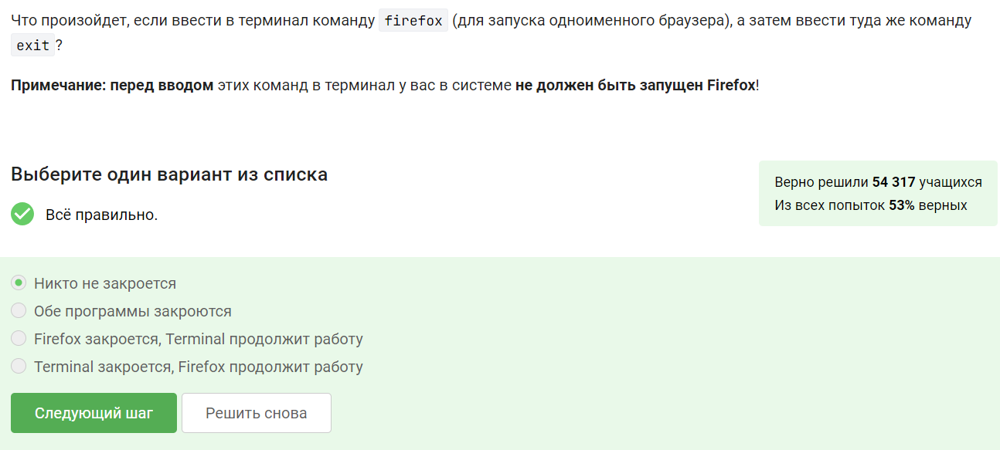 Что произойдет, если ввести в терминал команду firefox (для запуска одноименного браузера), а затем ввести туда же команду
exit ?
Примечание: перед вводом этих команд в терминал у вас в системе не должен быть запущен Firefox!
Выберите один вариант из списка
Верно решили 54 317 учащихся
Из всех попыток 53% верных
Всё правильно.
Никто не закроется
Обе программы закроются
Firefox закроется, Terminal продолжит работу
Terminal закроется, Firefox продолжит работу
Следующий шаг
Решить снова